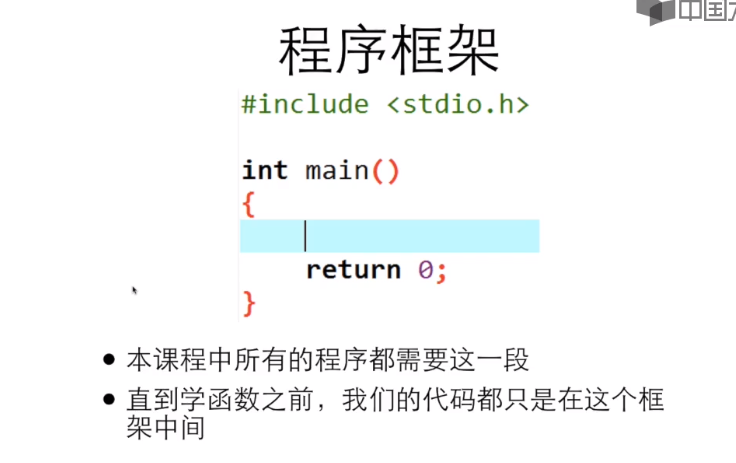 中国大
程序框架
#include <stdio.h>
int main()
{
return 0;
}
本课程中所有的程序都需要这一段
直到学函数之前，我们的代码都只是在这个框
架中间